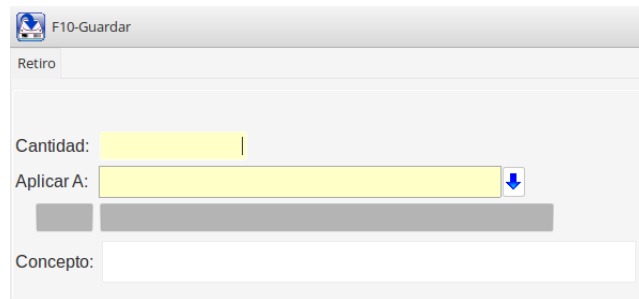 F10-Guardar
Retiro
Cantidad:
Aplicar A:
Concepto: